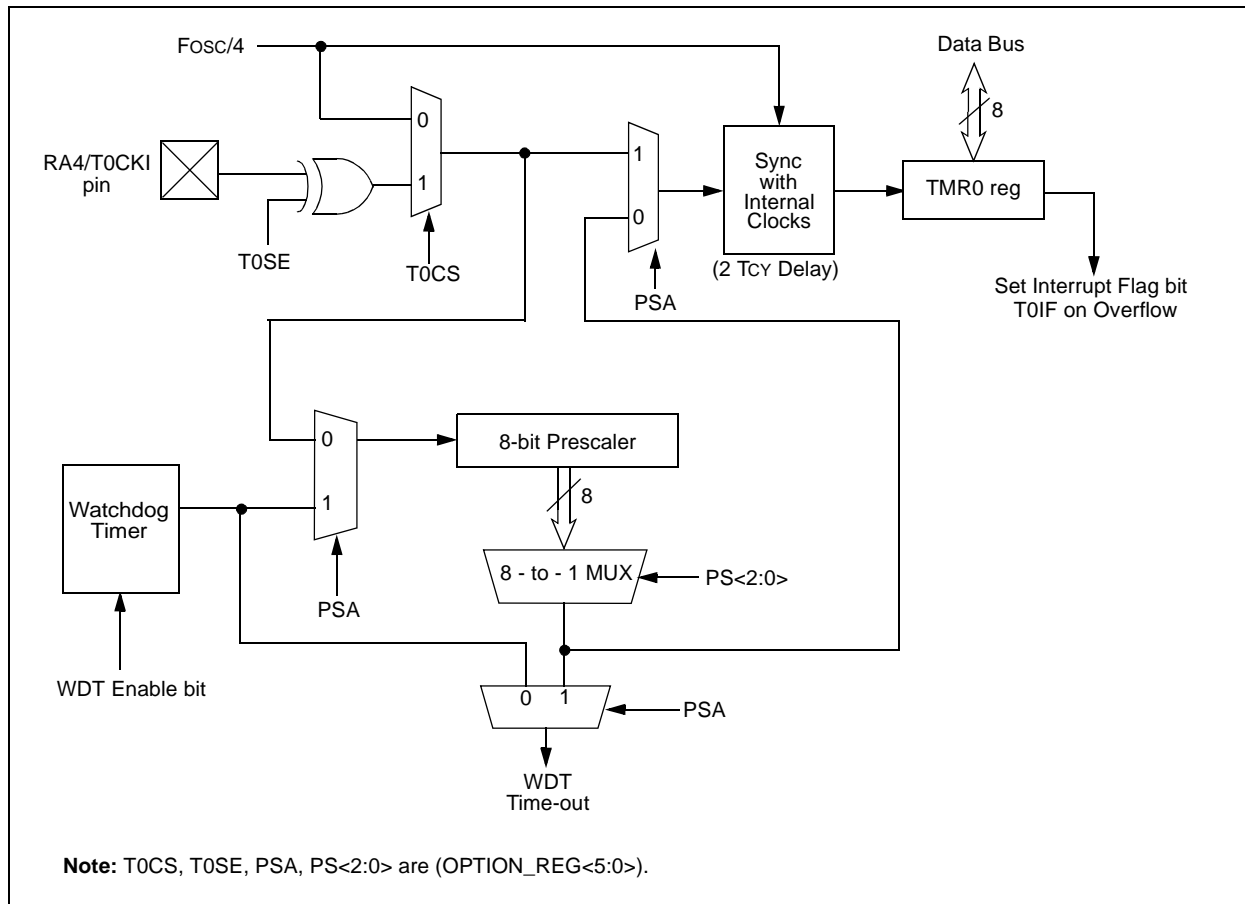 FOSC/4
Data Bus
8
0
1
RA4/T0CKI
pin
T0SE
T0CS
1
0
PSA
Sync
with
Internal
Clocks
(2 TCY Delay)
TMR0 reg
Set Interrupt Flag bit
T0IF on Overflow
0
1
PSA
8-bit Prescaler
8
Watchdog
Timer
WDT Enable bit
8 - to - 1 MUX
PS<2:0>
0 1
PSA
WDT
Time-out
Note: T0CS, T0SE, PSA, PS<2:0> are (OPTION_REG<5:0>).